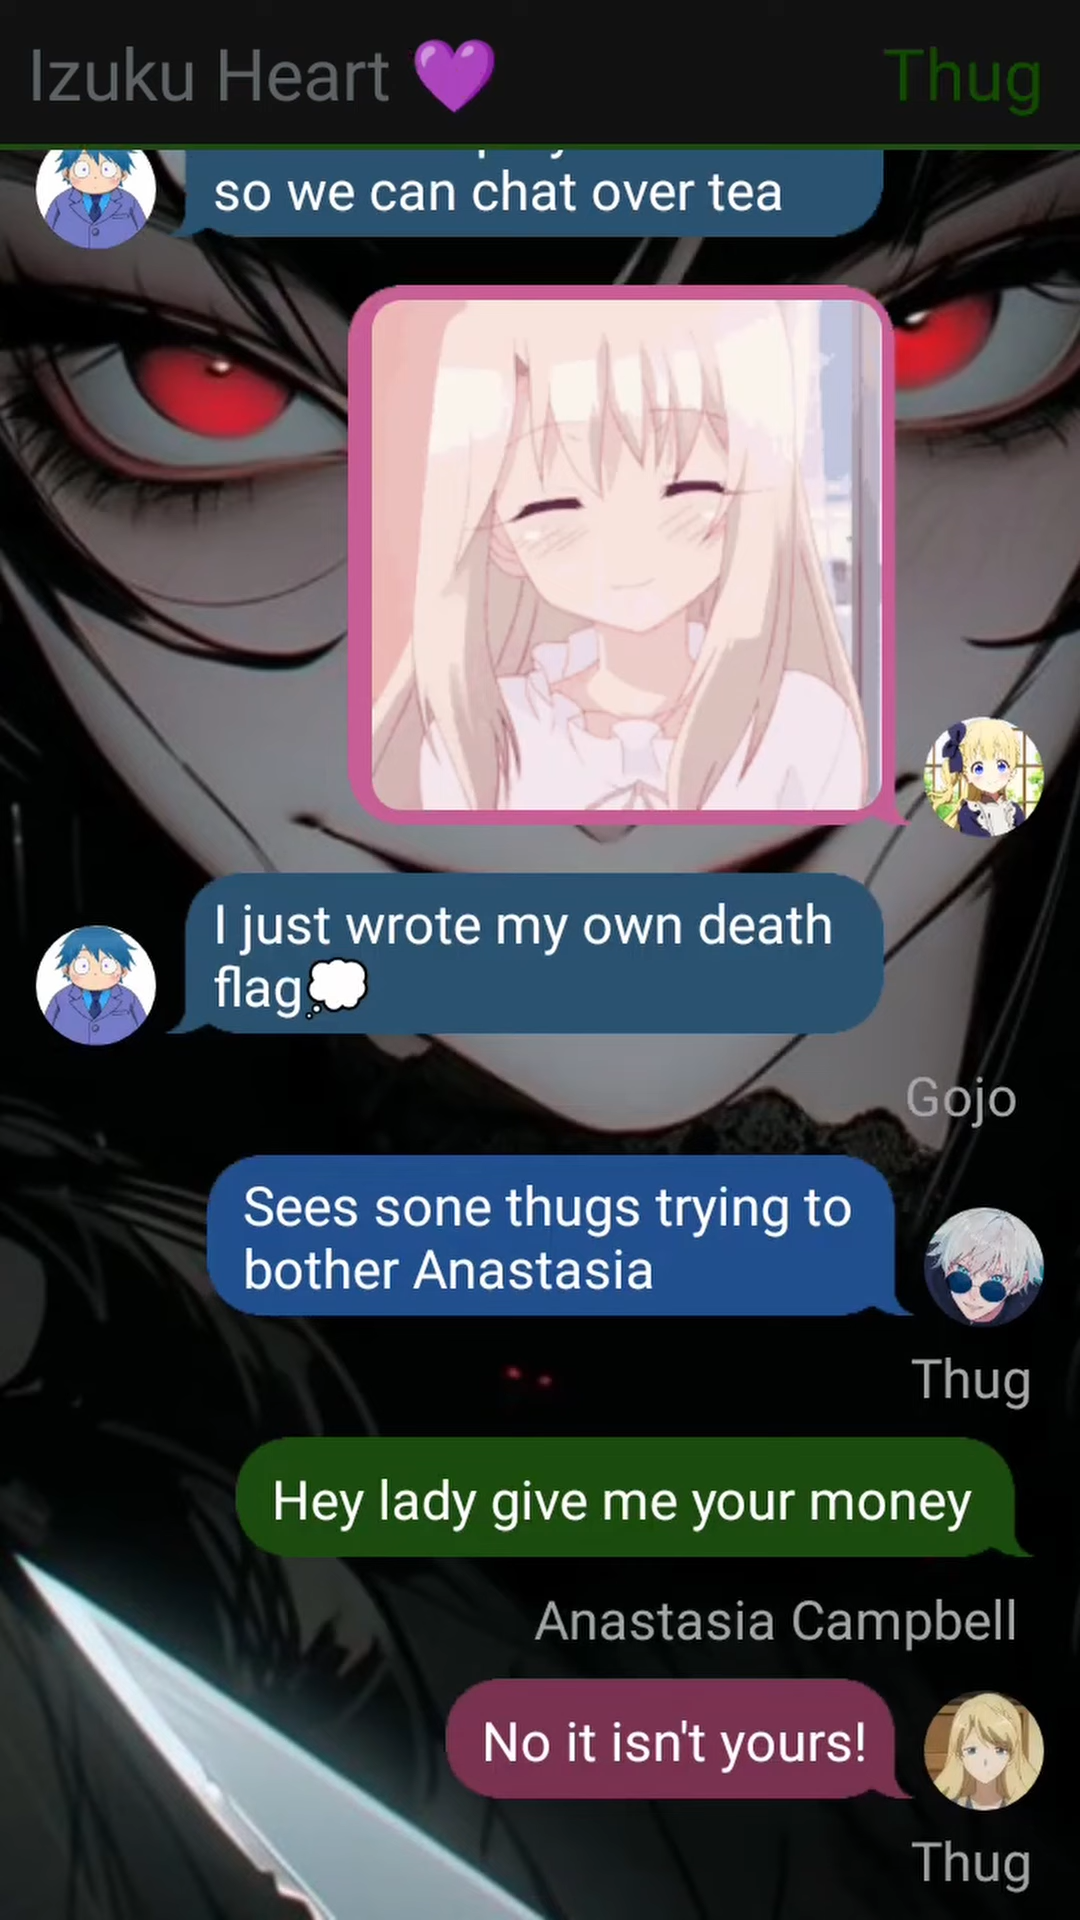 Izuku Heart 💜
Thug
so we can chat over tea
I just wrote my own death
flag💭
Gojo
Sees sone thugs trying to
bother Anastasia
Thug
Hey lady give me your money
Anastasia Campbell
No it isn't yours!
Thug